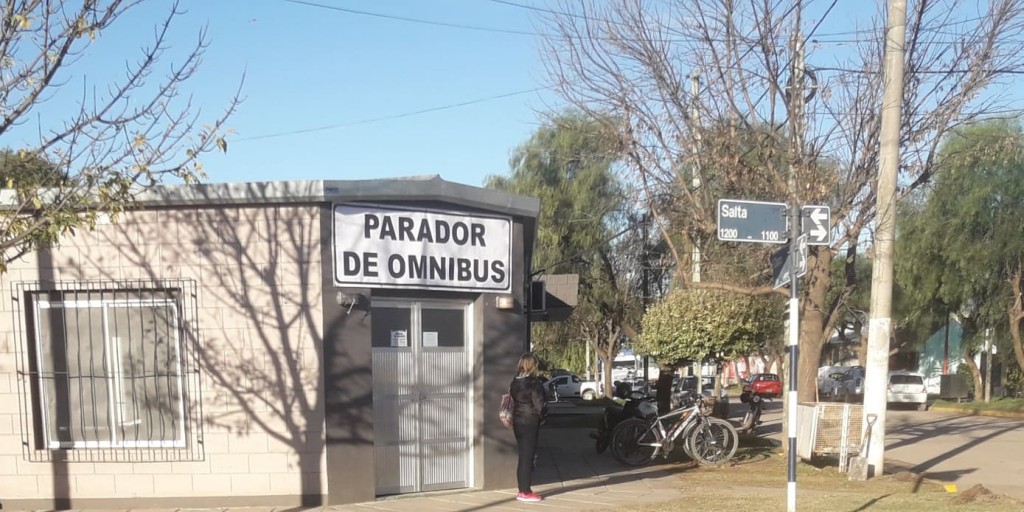 PARADOR
DE OMNIBUS
Salta
1200 1100